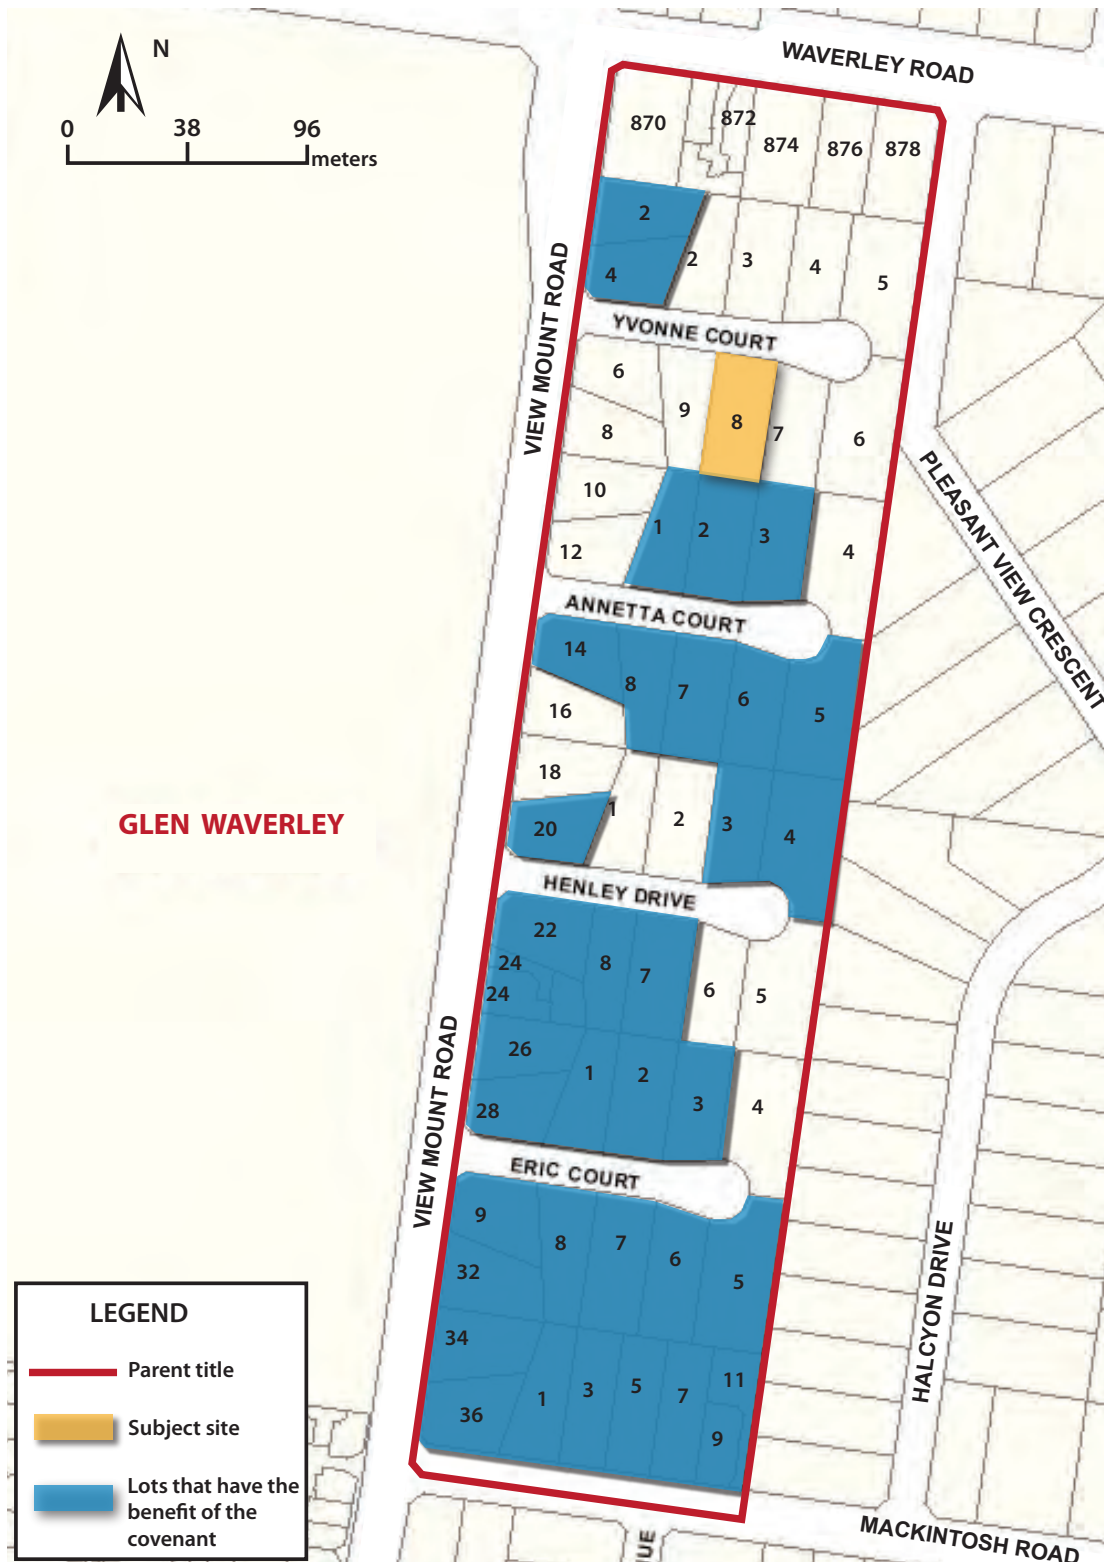 WAVERLEY ROAD
N
0 38 96
meters
870 872 874 876 878
2
4 2 3 4 5
VIEW MOUNT ROAD
YVONNE COURT
6 9 8 7 6
8
10
12 1 2 3 4
PLEASANT VIEW CRESCENT
ANNETTA COURT
14 8 7 6 5
16
18
20 1 2 3 4
GLEN WAVERLEY
HENLEY DRIVE
22 8 7 6 5
24
24
26 1 2 3 4
28
VIEW MOUNT ROAD
ERIC COURT
9 8 7 6 5
32
34
36 1 3 5 7 11
9
HALCYON DRIVE
LEGEND
Parent title
Subject site
Lots that have the
benefit of the
covenant
MACKINTOSH ROAD
UE